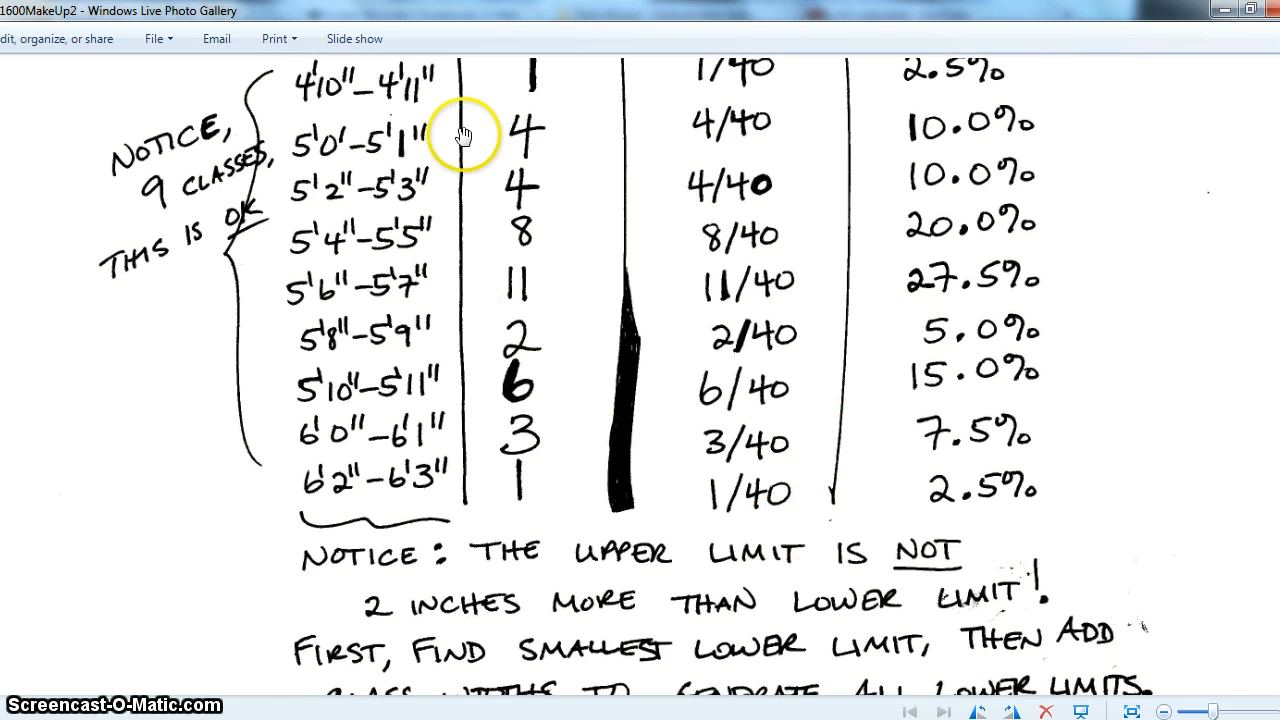 1600MakeUp2 - Windows Live Photo Gallery
edit, organize, or share File Email Print Slide show
4'10"-4'11" 1 1/40 2.5%
5'0'-5'1" 4 4/40 10.0%
5'2"-5'3" 4 4/40 10.0%
5'4"-5'5" 8 8/40 20.0%
5'6"-5'7" 11 11/40 27.5%
5'8"-5'9" 2 2/40 5.0%
5'10"-5'11" 6 6/40 15.0%
6'0"-6'1" 3 3/40 7.5%
6'2"-6'3" 1 1/40 2.5%
NOTICE,
9 CLASSES,
THIS IS OK
NOTICE: THE UPPER LIMIT IS NOT
2 INCHES MORE THAN LOWER LIMIT!
FIRST, FIND SMALLEST LOWER LIMIT, THEN ADD
TO GENERATE ALL LOWER LIMITS.
Screencast-O-Matic.com